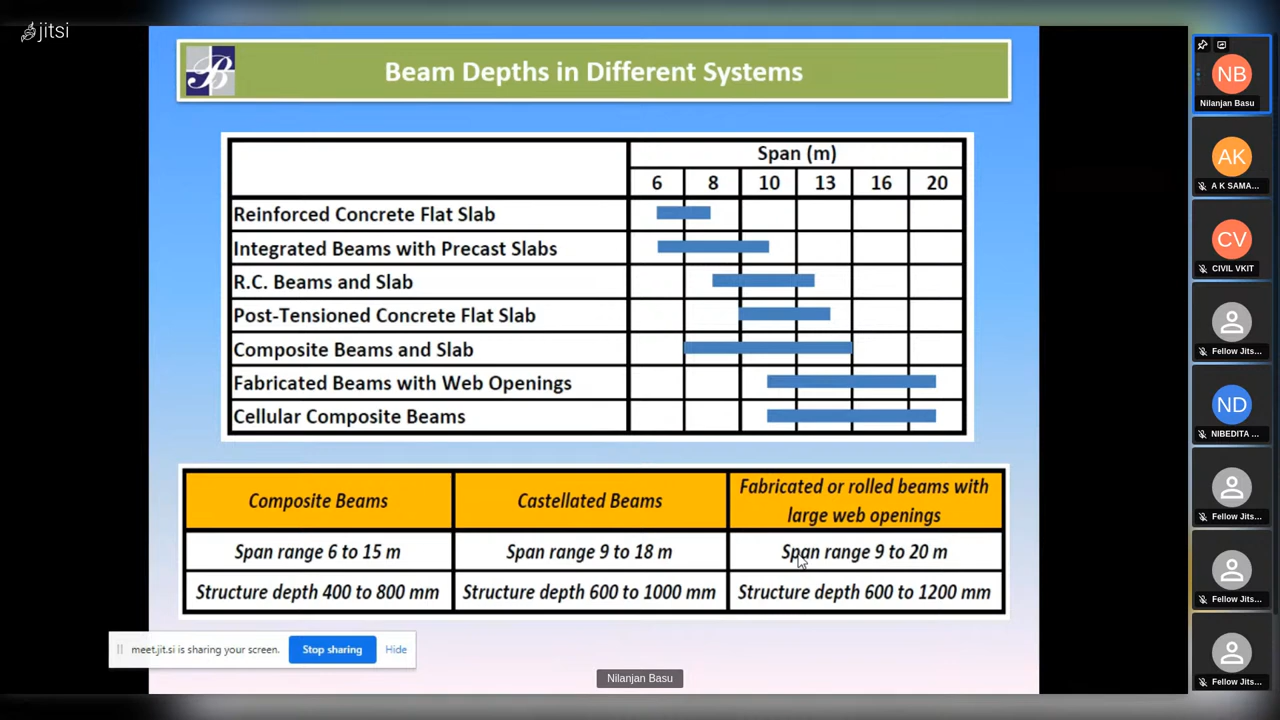 jitsi
Beam Depths in Different Systems
Span (m)
6 8 10 13 16 20
Reinforced Concrete Flat Slab
Integrated Beams with Precast Slabs
R.C. Beams and Slab
Post-Tensioned Concrete Flat Slab
Composite Beams and Slab
Fabricated Beams with Web Openings
Cellular Composite Beams
Composite Beams
Castellated Beams
Fabricated or rolled beams with
large web openings
Span range 6 to 15 m
Span range 9 to 18 m
Span range 9 to 20 m
Structure depth 400 to 800 mm
Structure depth 600 to 1000 mm
Structure depth 600 to 1200 mm
meet.jit.si is sharing your screen.
Stop sharing
Hide
Nilanjan Basu
NB
Nilanjan Basu
AK
A K SAMA...
CV
CIVIL VKIT
Fellow Jits...
ND
NIBEDITA ...
Fellow Jits...
Fellow Jits...
Fellow Jits...